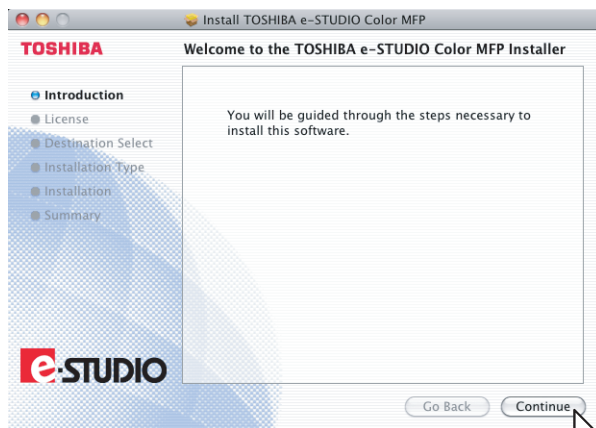 Install TOSHIBA e-STUDIO Color MFP
TOSHIBA
Welcome to the TOSHIBA e-STUDIO Color MFP Installer
Introduction
License
Destination Select
Installation Type
Installation
Summary
You will be guided through the steps necessary to
install this software.
e-STUDIO
Go Back
Continue